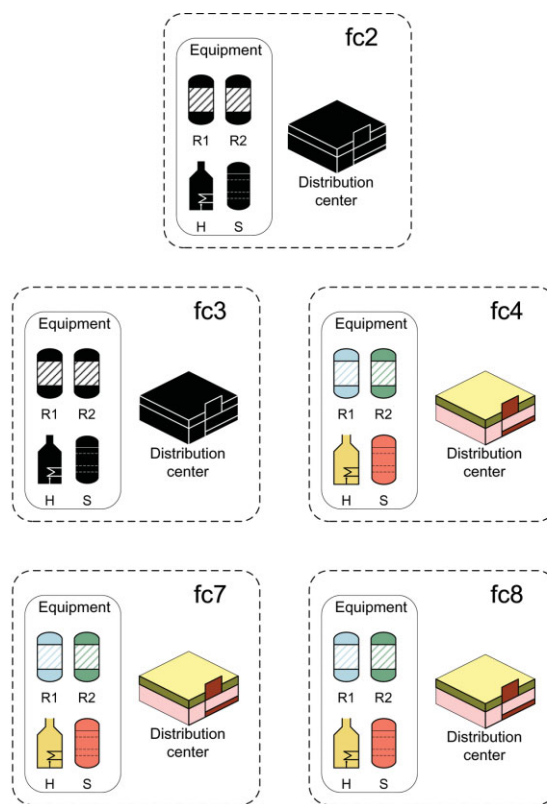 fc2
Equipment
R1 R2
H S
Distribution
center
fc3
Equipment
R1 R2
H S
Distribution
center
fc4
Equipment
R1 R2
H S
Distribution
center
fc7
Equipment
R1 R2
H S
Distribution
center
fc8
Equipment
R1 R2
H S
Distribution
center